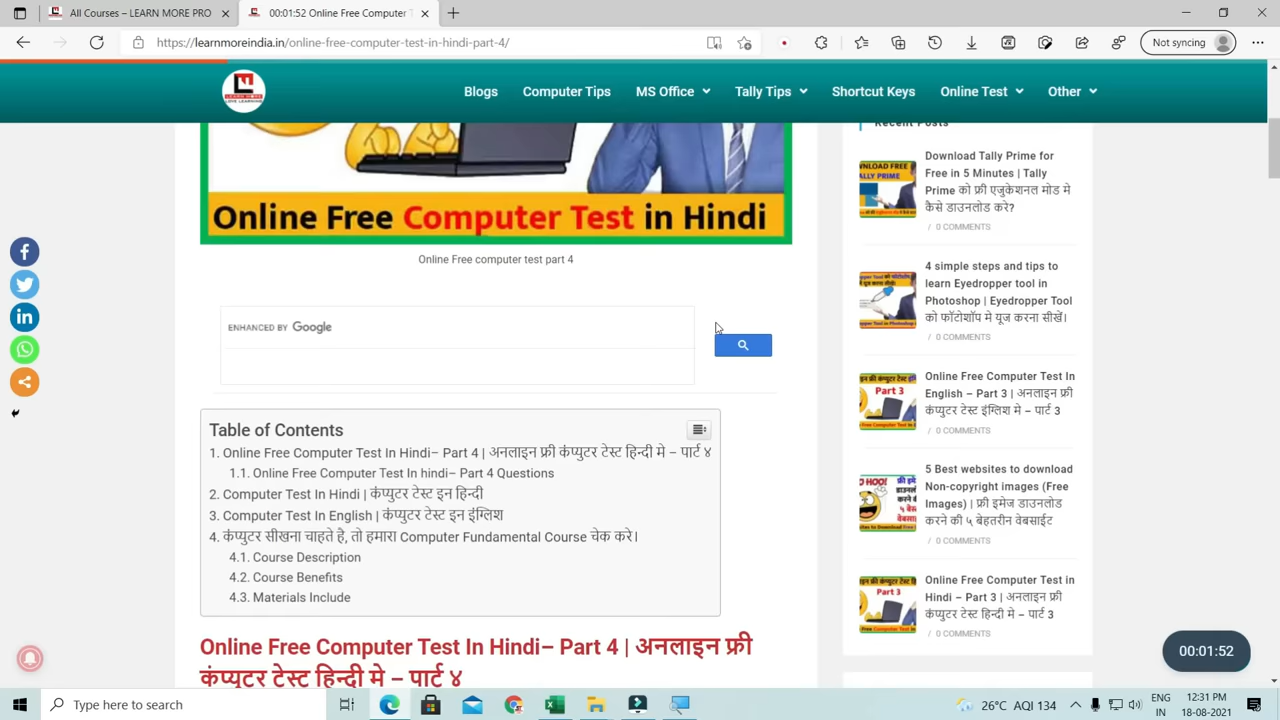 All Courses – LEARN MORE PRO
00:01:52 Online Free Computer T
https://learnmoreindia.in/online-free-computer-test-in-hindi-part-4/
Not syncing
LEARN MORE
LOVE LEARNING
Blogs
Computer Tips
MS Office
Tally Tips
Shortcut Keys
Online Test
Other
Online Free Computer Test in Hindi
Online Free computer test part 4
ENHANCED BY Google
Table of Contents
1. Online Free Computer Test In Hindi– Part 4 | अनलाइन फ्री कंप्युटर टेस्ट हिन्दी मे – पार्ट ४
1.1. Online Free Computer Test In hindi– Part 4 Questions
2. Computer Test In Hindi | कंप्युटर टेस्ट इन हिन्दी
3. Computer Test In English | कंप्युटर टेस्ट इन इंग्लिश
4. कंप्युटर सीखना चाहते है, तो हमारा Computer Fundamental Course चेक करे।
4.1. Course Description
4.2. Course Benefits
4.3. Materials Include
Online Free Computer Test In Hindi– Part 4 | अनलाइन फ्री
कंप्युटर टेस्ट हिन्दी मे – पार्ट ४
Recent Posts
Download Tally Prime for
Free in 5 Minutes | Tally
Prime को फ्री एजुकेशनल मोड मे
कैसे डाउनलोड करे?
/ 0 COMMENTS
4 simple steps and tips to
learn Eyedropper tool in
Photoshop | Eyedropper Tool
को फॉटोशॉप मे यूज करना सीखें।
/ 0 COMMENTS
Online Free Computer Test In
English – Part 3 | अनलाइन फ्री
कंप्युटर टेस्ट इंग्लिश मे – पार्ट 3
/ 0 COMMENTS
5 Best websites to download
Non-copyright images (Free
Images) | फ्री इमेज डाउनलोड
करने की ५ बेहतरीन वेबसाईट
/ 0 COMMENTS
Online Free Computer Test in
Hindi – Part 3 | अनलाइन फ्री
कंप्युटर टेस्ट हिन्दी मे – पार्ट 3
/ 0 COMMENTS
00:01:52
Type here to search
26°C AQI 134
ENG
IN
12:31 PM
18-08-2021